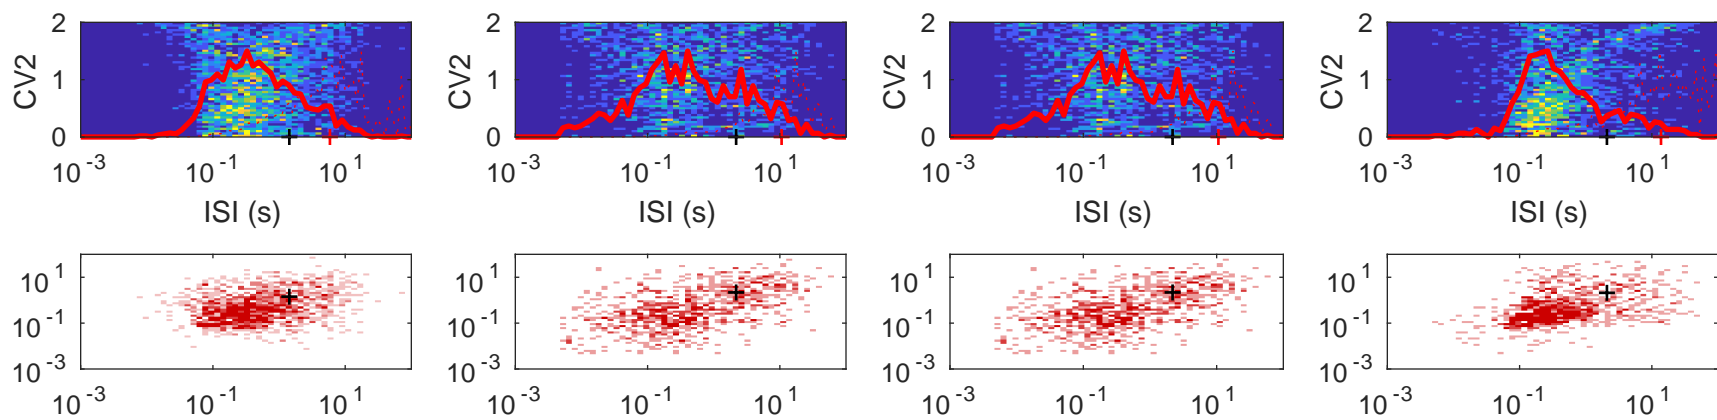 2 2 2 2
CV2 CV2 CV2 CV2
1 1 1 1
0 0 0 0
10^-3 10^-1 10^1 10^-3 10^-1 10^1 10^-3 10^-1 10^1 10^-3 10^-1 10^1
ISI (s) ISI (s) ISI (s) ISI (s)
10^1 10^1 10^1 10^1
10^-1 10^-1 10^-1 10^-1
10^-3 10^-3 10^-3 10^-3
10^-3 10^-1 10^1 10^-3 10^-1 10^1 10^-3 10^-1 10^1 10^-3 10^-1 10^1